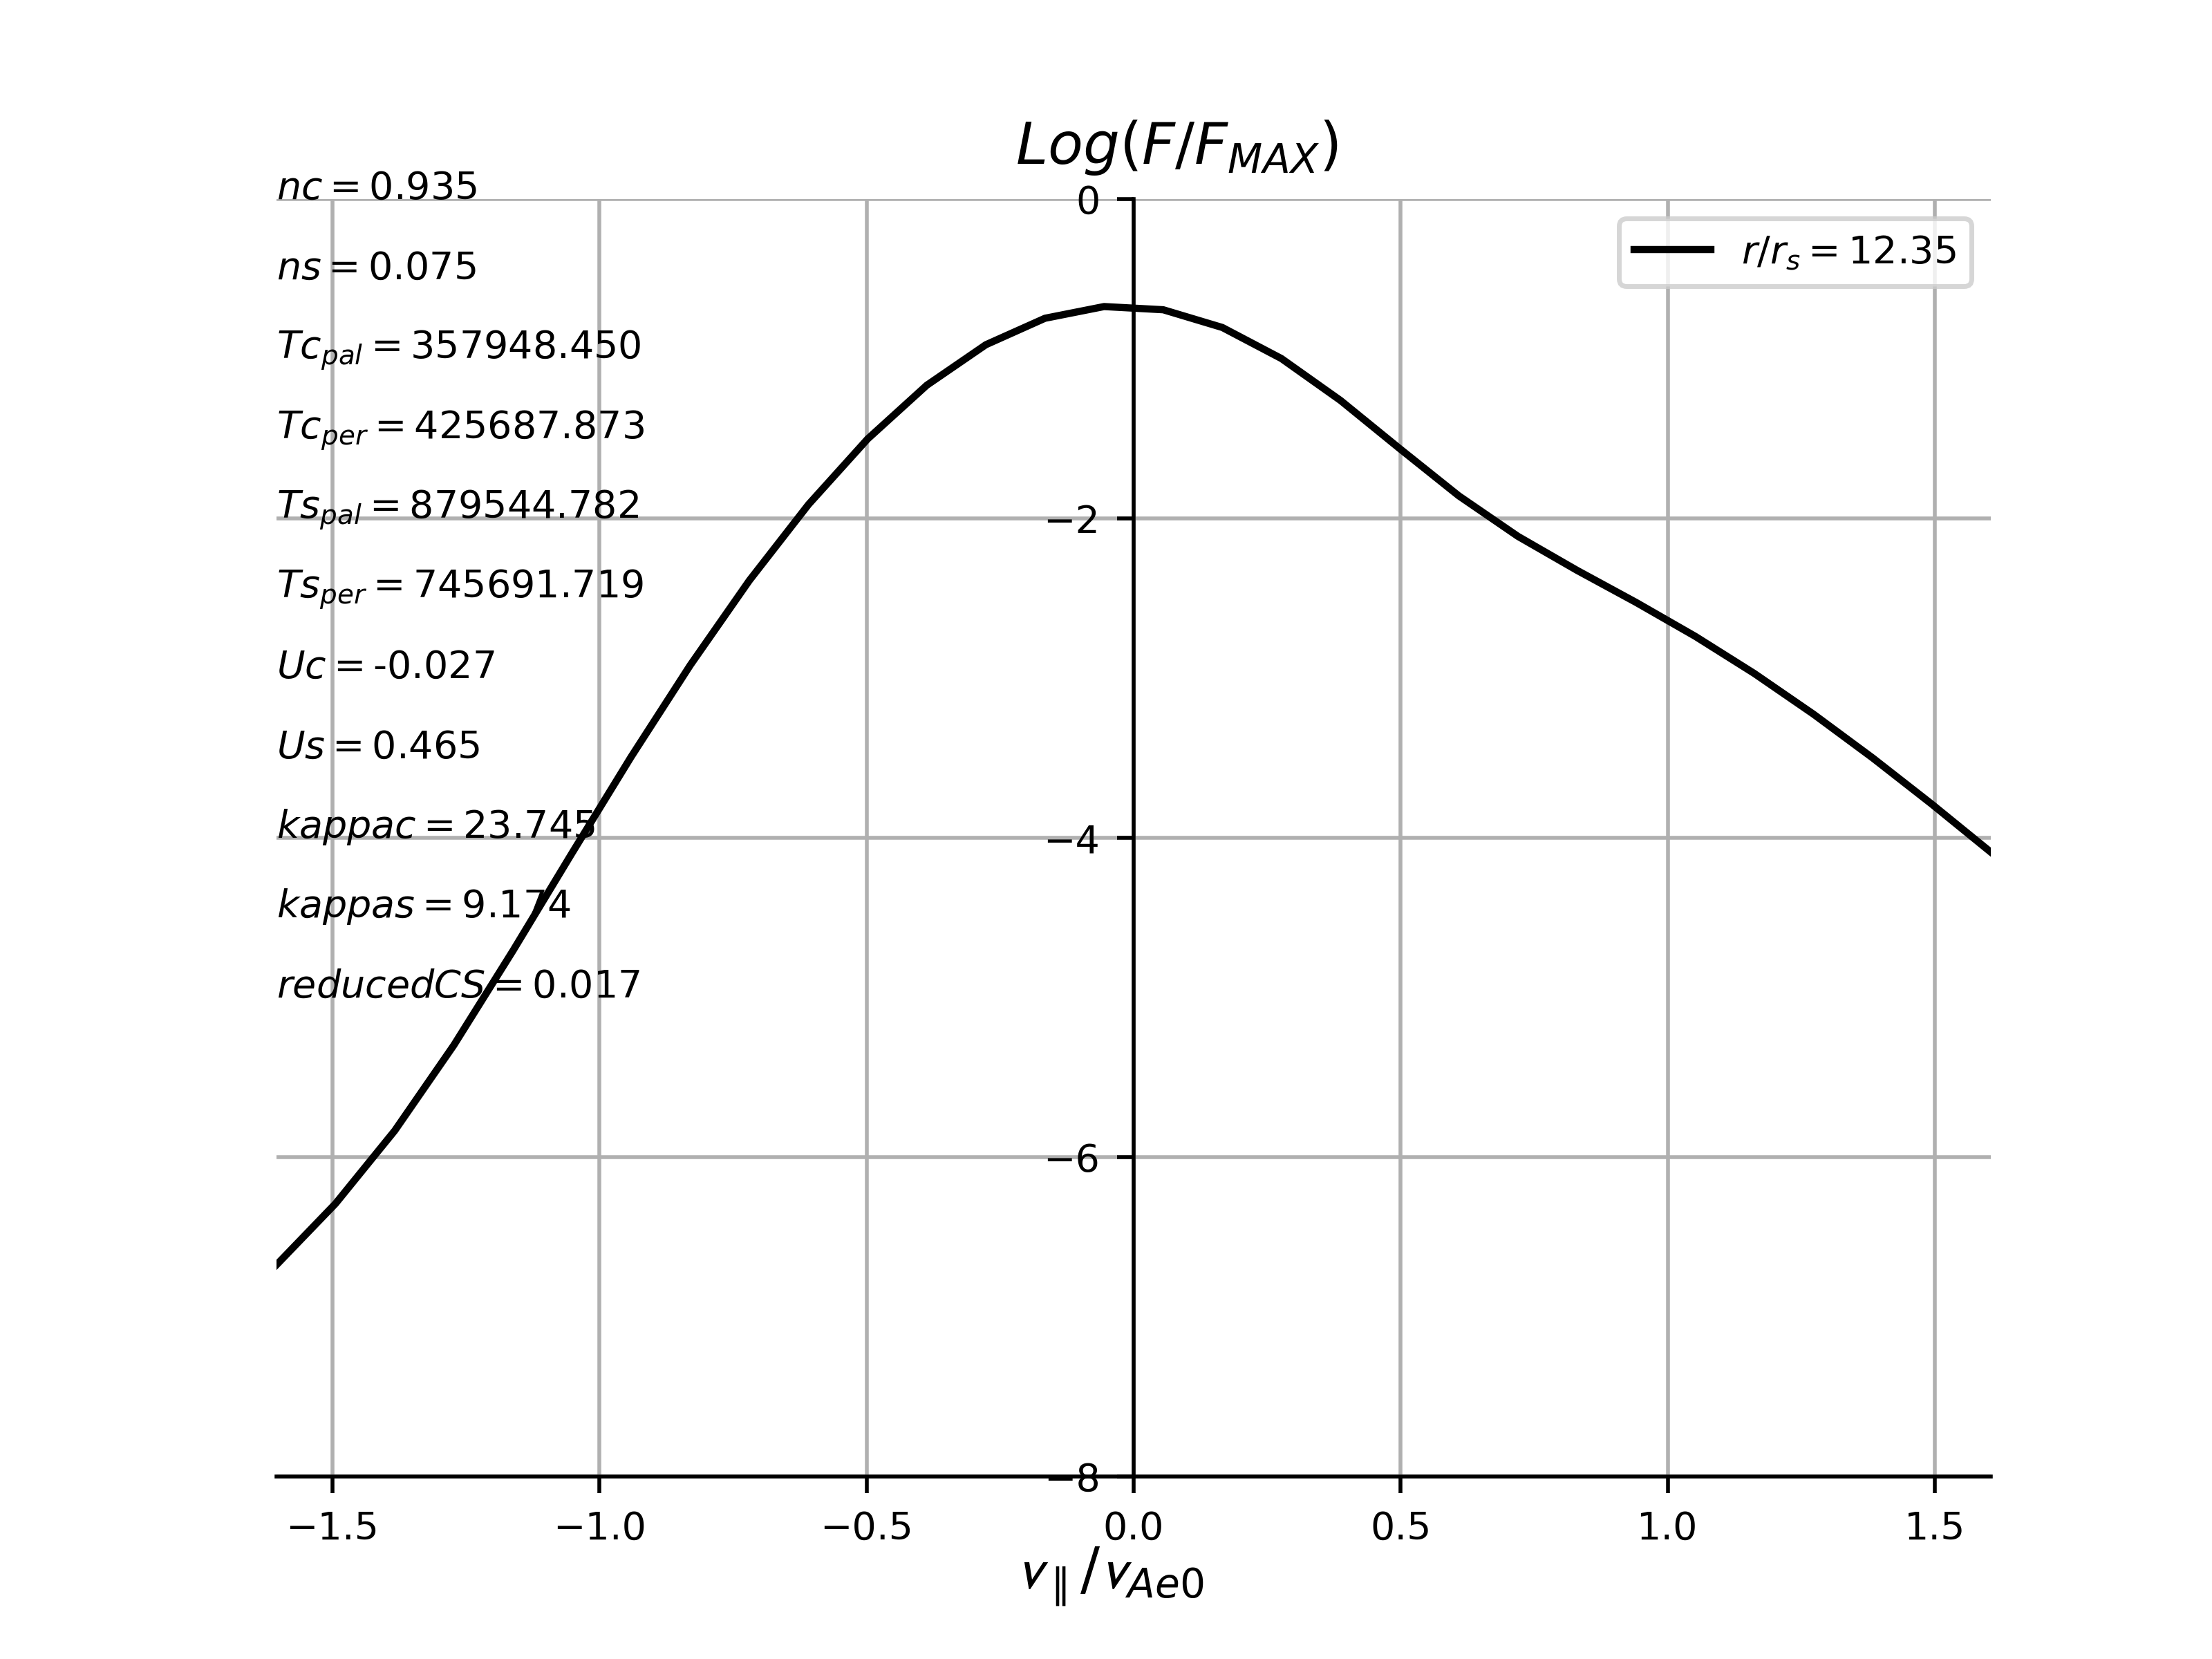 Log(F/F_MAX)
nc = 0.935
ns = 0.075
Tc_pal = 357948.450
Tc_per = 425687.873
Ts_pal = 879544.782
Ts_per = 745691.719
Uc = -0.027
Us = 0.465
kappac = 23.745
kappas = 9.174
reducedCS = 0.017
r/r_s = 12.35
0
−2
−4
−6
−8
−1.5 −1.0 −0.5 0.0 0.5 1.0 1.5
v_∥/v_Ae0